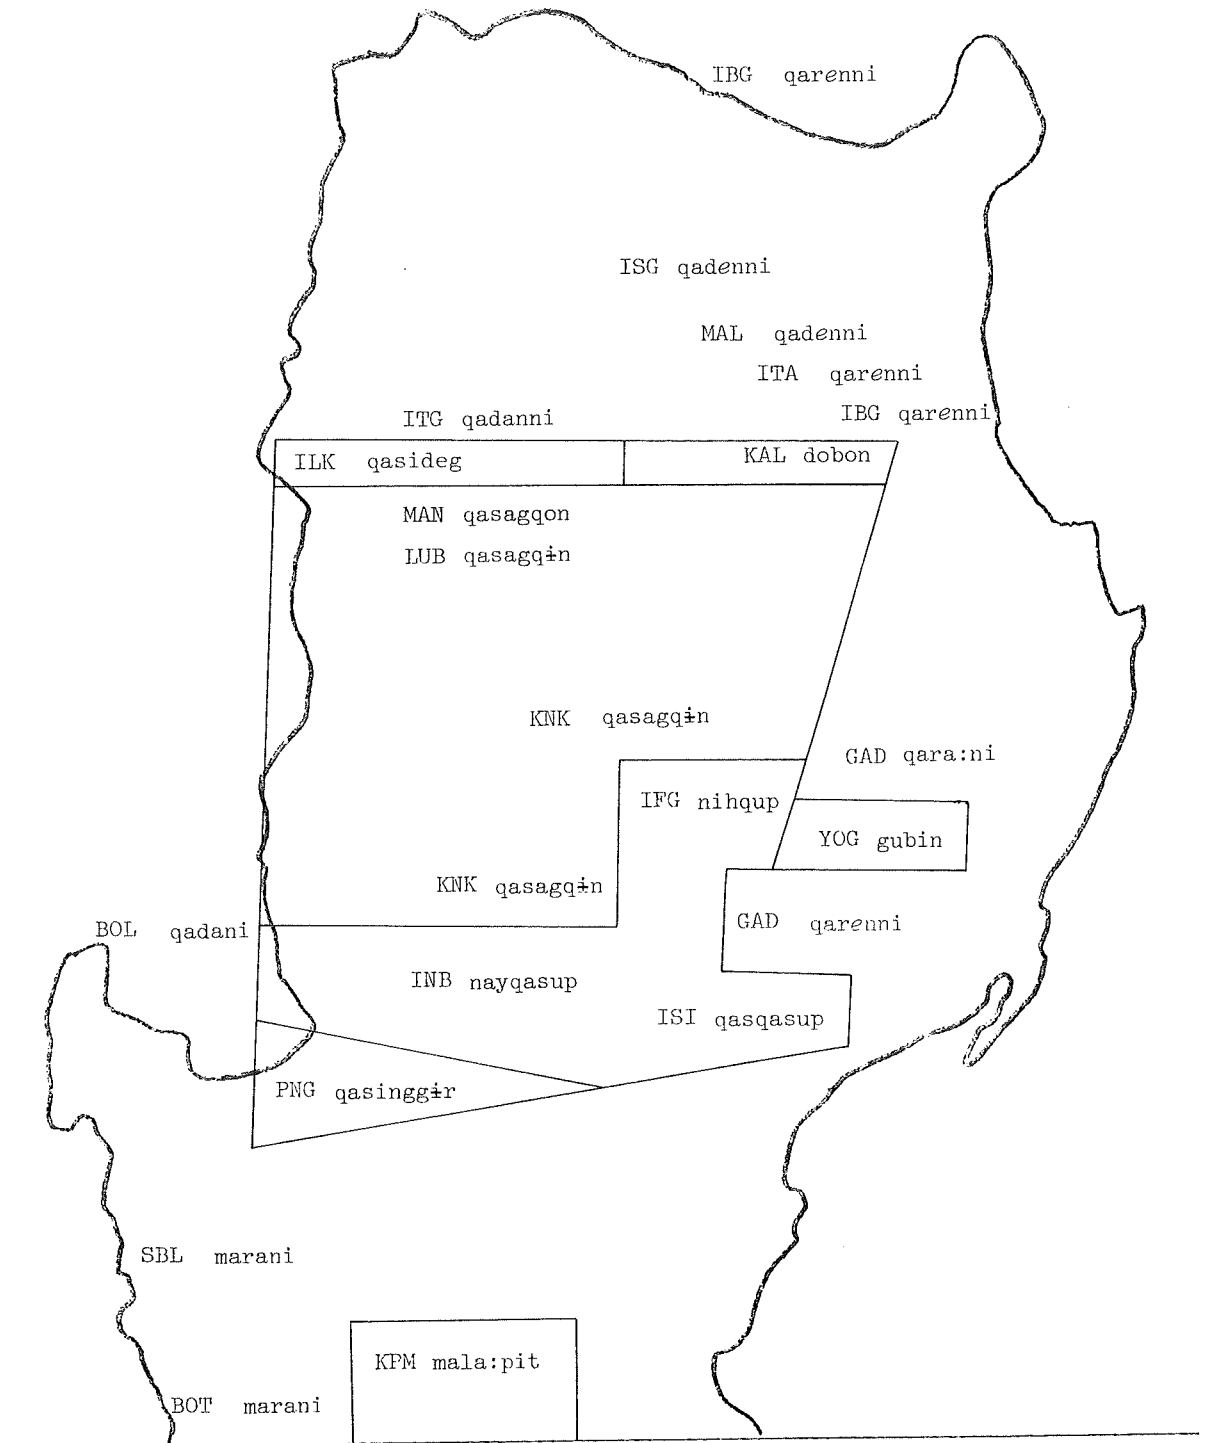 IBG qarenni
ISG qadenni
MAL qadenni
ITA qarenni
IBG qarenni
ITG qadanni
ILK qasideg
KAL dobon
MAN qasagqon
LUB qasagqɨn
KNK qasagqɨn
GAD qara:ni
IFG nihqup
YOG gubin
KNK qasagqɨn
GAD qarenni
BOL qadani
INB nayqasup
ISI qasqasup
PNG qasinggɨr
SBL marani
KPM mala:pit
BOT marani